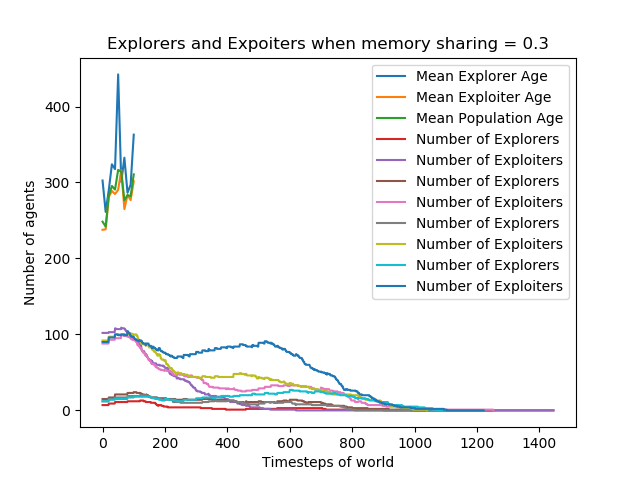 Explorers and Expoiters when memory sharing = 0.3
Mean Explorer Age
Mean Exploiter Age
Mean Population Age
Number of Explorers
Number of Exploiters
Number of Explorers
Number of Exploiters
Number of Explorers
Number of Exploiters
Number of Explorers
Number of Exploiters
Number of agents
400
300
200
100
0
0 200 400 600 800 1000 1200 1400
Timesteps of world